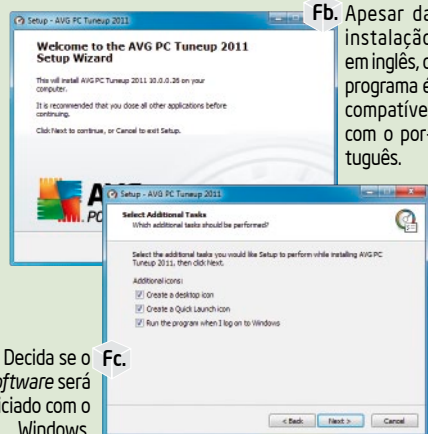 Setup - AVG PC Tuneup 2011
Welcome to the AVG PC Tuneup 2011
Setup Wizard
This will install AVG PC Tuneup 2011 10.0.0.26 on your
computer.
It is recommended that you close all other applications before
continuing.
Click Next to continue, or Cancel to exit Setup.
Fb. Apesar da
instalação
em inglês, o
programa é
compatível
com o por-
tuguês.
Setup - AVG PC Tuneup 2011
Select Additional Tasks
Which additional tasks should be performed?
Select the additional tasks you would like Setup to perform while installing AVG PC
Tuneup 2011, then click Next.
Additional icons:
Create a desktop icon
Create a Quick Launch icon
Run the program when I log on to Windows
< Back
Next >
Cancel
Fc.
Decida se o
oftware será
iciado com o
Windows.